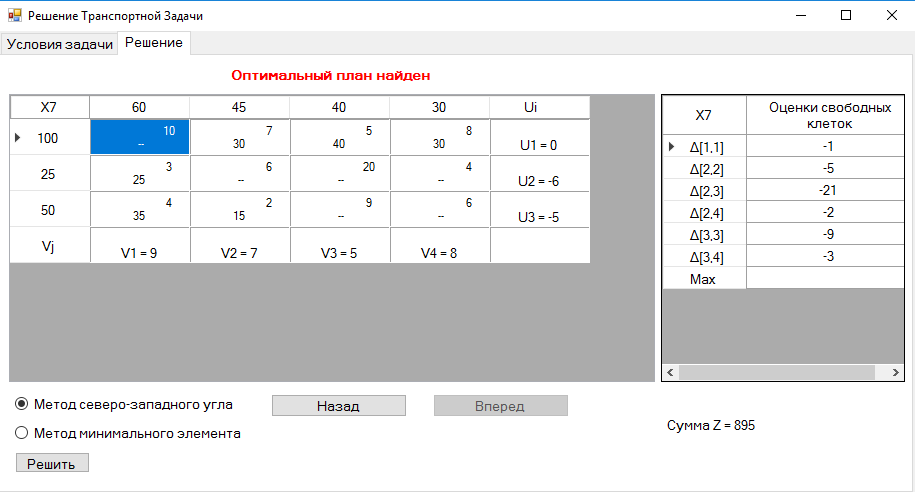 Решение Транспортной Задачи
Условия задачи Решение
Оптимальный план найден
X7 60 45 40 30 Ui
100 10 -- 7 30 5 40 8 30 U1 = 0
25 3 25 6 -- 20 -- 4 -- U2 = -6
50 4 35 2 15 9 -- 6 -- U3 = -5
Vj V1 = 9 V2 = 7 V3 = 5 V4 = 8
X7 Оценки свободных
клеток
Δ[1,1] -1
Δ[2,2] -5
Δ[2,3] -21
Δ[2,4] -2
Δ[3,3] -9
Δ[3,4] -3
Max
Метод северо-западного угла
Метод минимального элемента
Решить
Назад Вперед
Сумма Z = 895